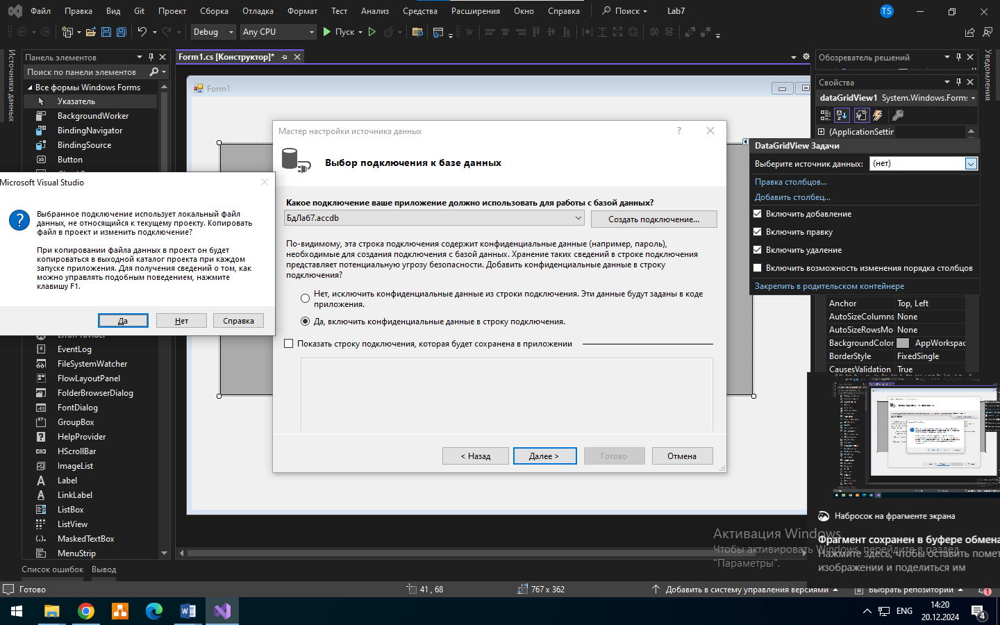 Файл Правка Вид Git Проект Сборка Отладка Формат Тест Анализ Средства Расширения Окно Справка Поиск Lab7 TS
Debug Any CPU Пуск
Источники данных
Панель элементов
Поиск по панели элементов
Все формы Windows Forms
Указатель
BackgroundWorker
BindingNavigator
BindingSource
Button
Form1.cs [Конструктор]*
Form1
Microsoft Visual Studio
Выбранное подключение использует локальный файл
данных, не относящийся к текущему проекту. Копировать
файл в проект и изменить подключение?
При копировании файла данных в проект он будет
копироваться в выходной каталог проекта при каждом
запуске приложения. Для получения сведений о том, как
можно управлять подобным поведением, нажмите
клавишу F1.
Да Нет Справка
ErrorProvider
EventLog
FileSystemWatcher
FlowLayoutPanel
FolderBrowserDialog
FontDialog
GroupBox
HelpProvider
HScrollBar
ImageList
Label
LinkLabel
ListBox
ListView
MaskedTextBox
MenuStrip
Мастер настройки источника данных
Выбор подключения к базе данных
Какое подключение ваше приложение должно использовать для работы с базой данных?
БдЛаб7.accdb
Создать подключение...
По-видимому, эта строка подключения содержит конфиденциальные данные (например, пароль),
необходимые для создания подключения к базе данных. Хранение таких сведений в строке подключения
представляет потенциальную угрозу безопасности. Добавить конфиденциальные данные в строку
подключения?
Нет, исключить конфиденциальные данные из строки подключения. Эти данные будут заданы в коде
приложения.
Да, включить конфиденциальные данные в строку подключения.
Показать строку подключения, которая будет сохранена в приложении
< Назад Далее > Готово Отмена
Обозреватель решений
Свойства
dataGridView1 System.Windows.Forms
(ApplicationSettin
DataGridView Задачи
Выберите источник данных: (нет)
Правка столбцов...
Добавить столбец...
Включить добавление
Включить правку
Включить удаление
Включить возможность изменения порядка столбцов
Закрепить в родительском контейнере
Anchor Top, Left
AutoSizeColumns None
AutoSizeRowsMo None
BackgroundColor AppWorkspac
BorderStyle FixedSingle
CausesValidation True
Уведомления
Набросок на фрагменте экрана
Фрагмент сохранен в буфере обмена
Нажмите здесь, чтобы оставить помет
изображении и поделиться им
Активация Windows
Чтобы активировать Windows, перейдите в раздел
"Параметры".
Список ошибок Вывод
Готово 41 , 68 767 x 362 Добавить в систему управления версиями Выбрать репозитории 1
ENG 14:20
20.12.2024 4